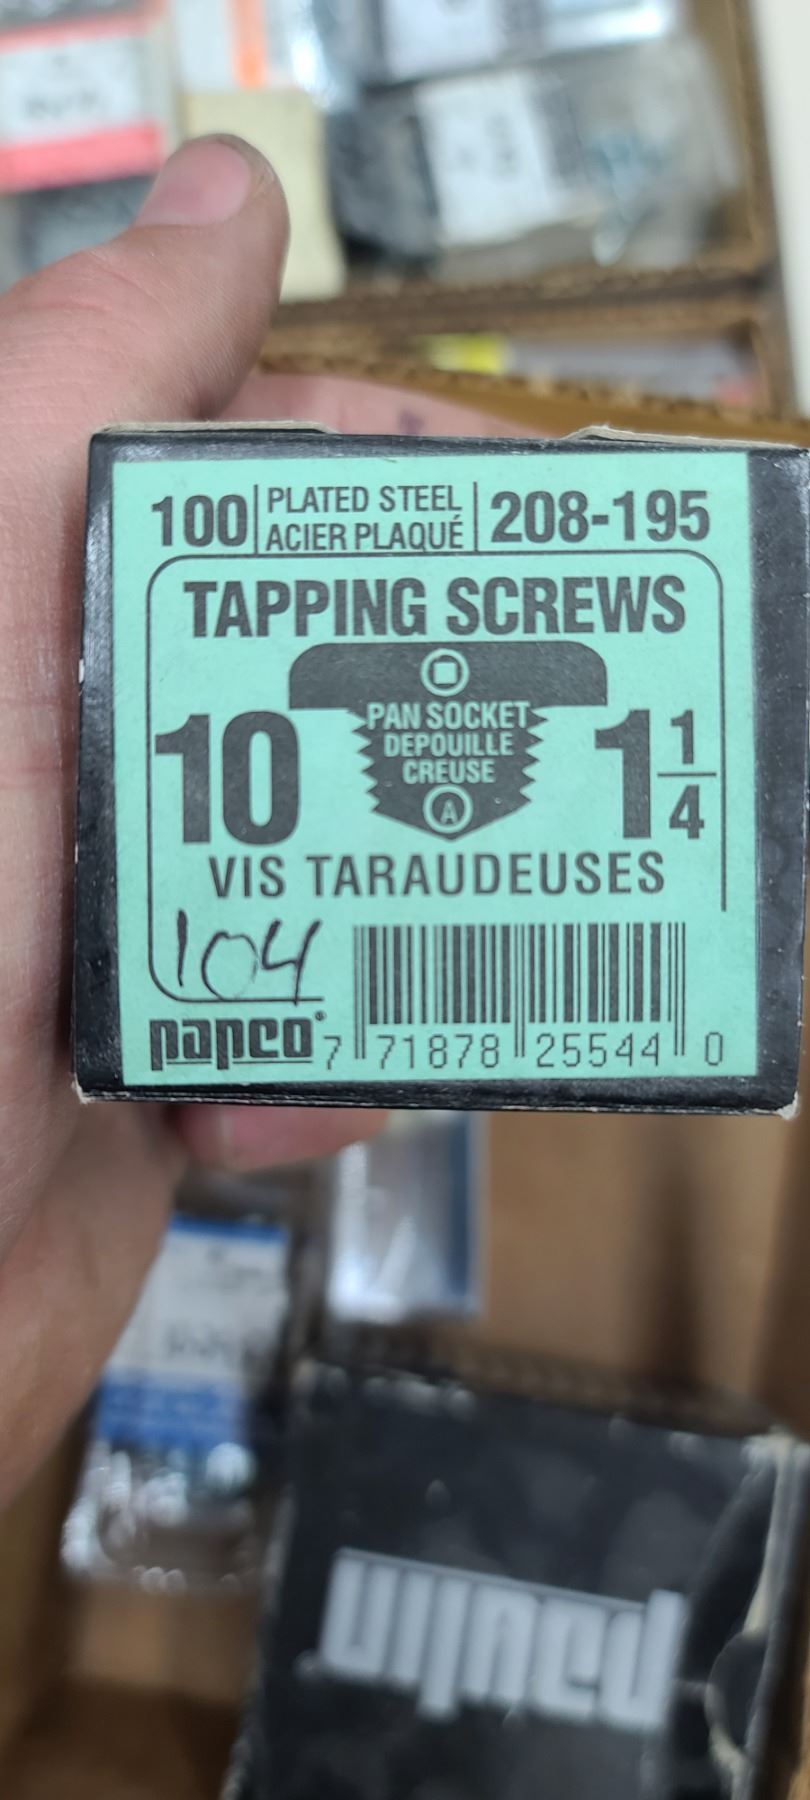 100 PLATED STEEL 208-195
ACIER PLAQUÉ
TAPPING SCREWS
10 PAN SOCKET 1 1/4
DEPOUILLE
CREUSE
A
VIS TARAUDEUSES
104
papco®
7 71878 25544 0